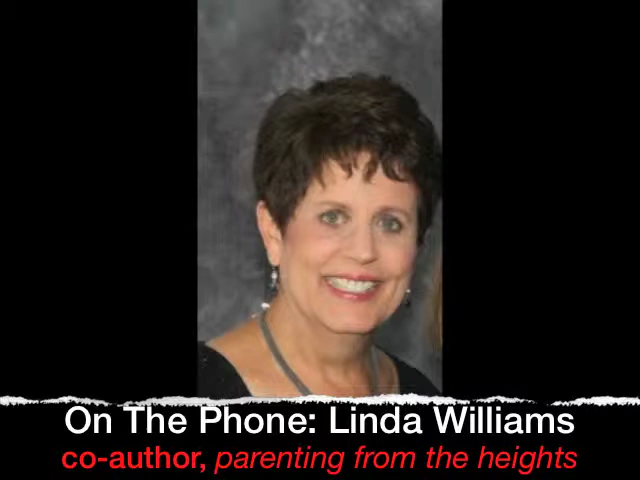 On The Phone: Linda Williams
co-author, parenting from the heights